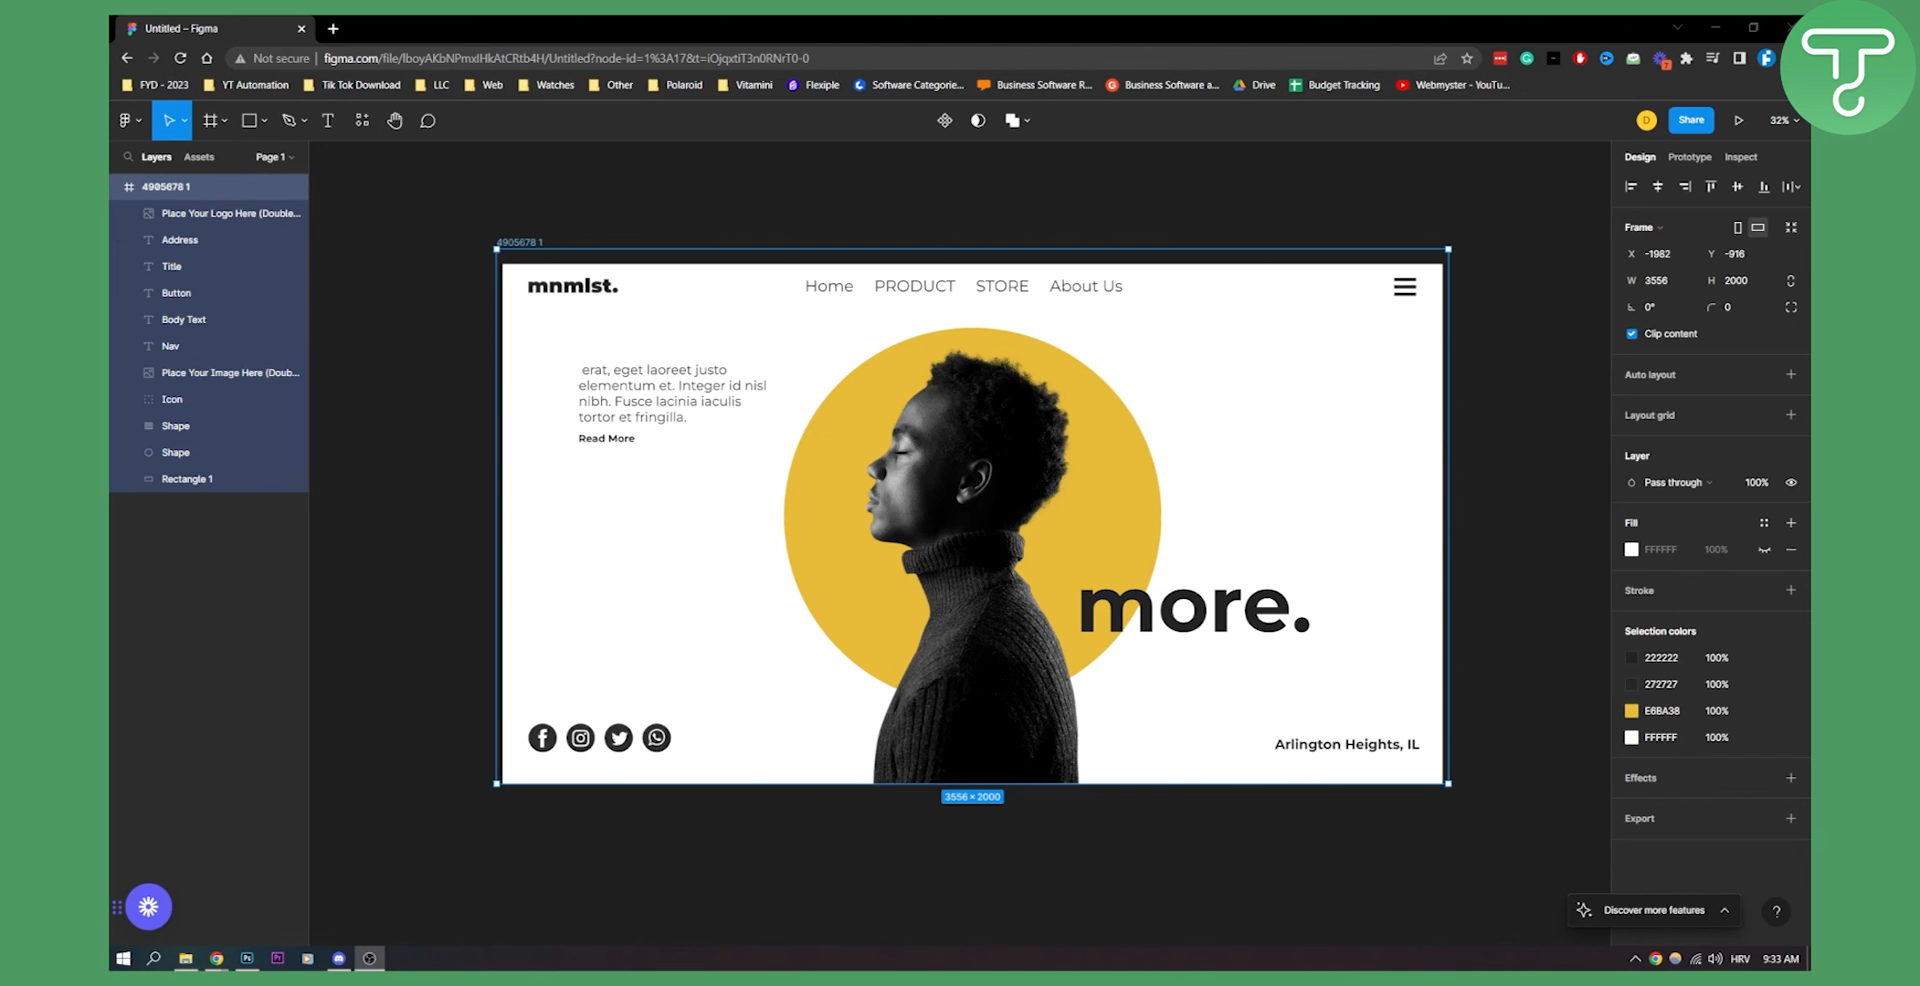 Untitled – Figma
Not secure
figma.com/file/lboyAKbNPmxIHkAtCRtb4H/Untitled?node-id=1%3A17&t=iOjqxtiT3n0RNrT0-0
FYD - 2023
YT Automation
Tik Tok Download
LLC
Web
Watches
Other
Polaroid
Vitamini
Flexiple
Software Categorie...
Business Software R...
Business Software a...
Drive
Budget Tracking
Webmyster - YouTu...
D
Share
32%
Layers
Assets
Page 1
Design
Prototype
Inspect
4905678 1
Place Your Logo Here (Double...
Address
Title
Button
Body Text
Nav
Place Your Image Here (Doub...
Icon
Shape
Shape
Rectangle 1
4905678 1
mnmlst.
Home
PRODUCT
STORE
About Us
erat, eget laoreet justo
elementum et. Integer id nisl
nibh. Fusce lacinia iaculis
tortor et fringilla.
Read More
more.
Arlington Heights, IL
3556 × 2000
Frame
X -1982
Y -916
W 3556
H 2000
0°
0
Clip content
Auto layout
Layout grid
Layer
Pass through
100%
Fill
FFFFFF 100%
Stroke
Selection colors
222222 100%
272727 100%
E6BA38 100%
FFFFFF 100%
Effects
Export
Discover more features
?
Ps
Pr
HRV
9:33 AM